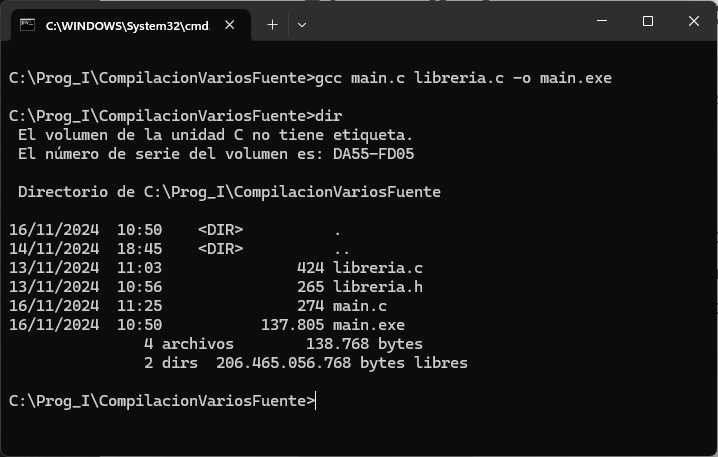 C:\WINDOWS\System32\cmd.
C:\Prog_I\CompilacionVariosFuente>gcc main.c libreria.c -o main.exe
C:\Prog_I\CompilacionVariosFuente>dir
 El volumen de la unidad C no tiene etiqueta.
 El número de serie del volumen es: DA55-FD05
 Directorio de C:\Prog_I\CompilacionVariosFuente
16/11/2024  10:50    <DIR>          .
14/11/2024  18:45    <DIR>          ..
13/11/2024  11:03               424 libreria.c
13/11/2024  10:56               265 libreria.h
16/11/2024  11:25               274 main.c
16/11/2024  10:50           137.805 main.exe
               4 archivos        138.768 bytes
               2 dirs  206.465.056.768 bytes libres
C:\Prog_I\CompilacionVariosFuente>